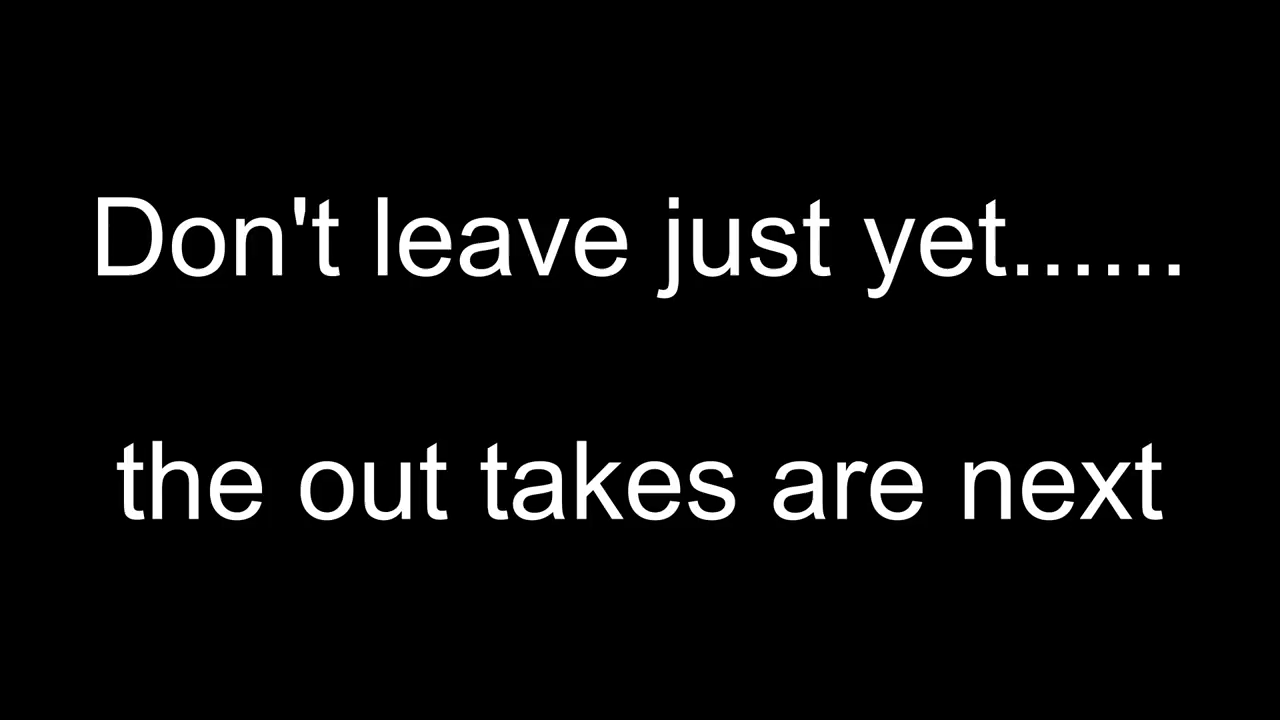 Don't leave just yet......
the out takes are next